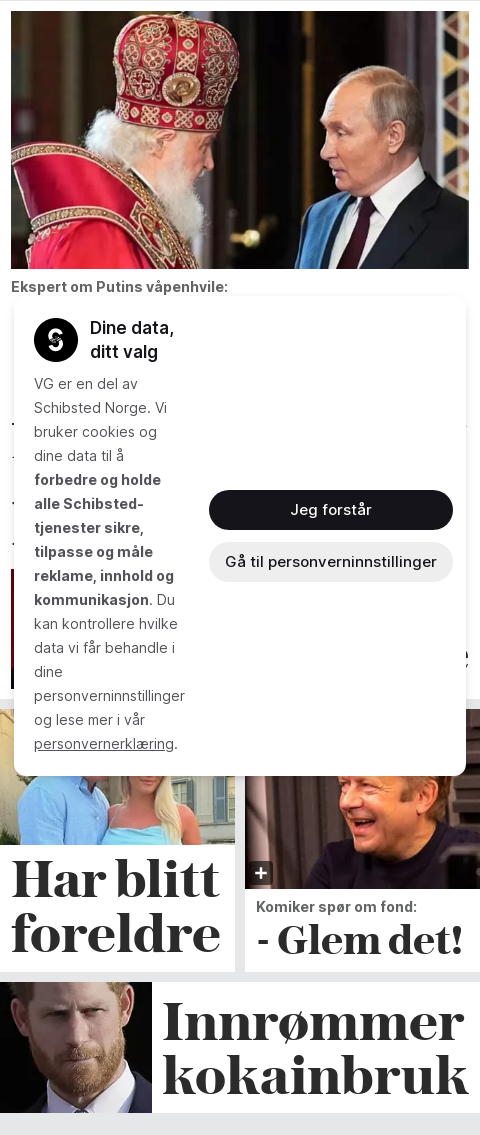 Ekspert om Putins våpenhvile:
Dine data,
ditt valg
VG er en del av
Schibsted Norge. Vi
bruker cookies og
dine data til å
forbedre og holde
alle Schibsted-
tjenester sikre,
tilpasse og måle
reklame, innhold og
kommunikasjon. Du
kan kontrollere hvilke
data vi får behandle i
dine
personverninnstillinger
og lese mer i vår
personvernerklæring.
Jeg forstår
Gå til personverninnstillinger
Har blitt
foreldre
Komiker spør om fond:
- Glem det!
Innrømmer
kokainbruk